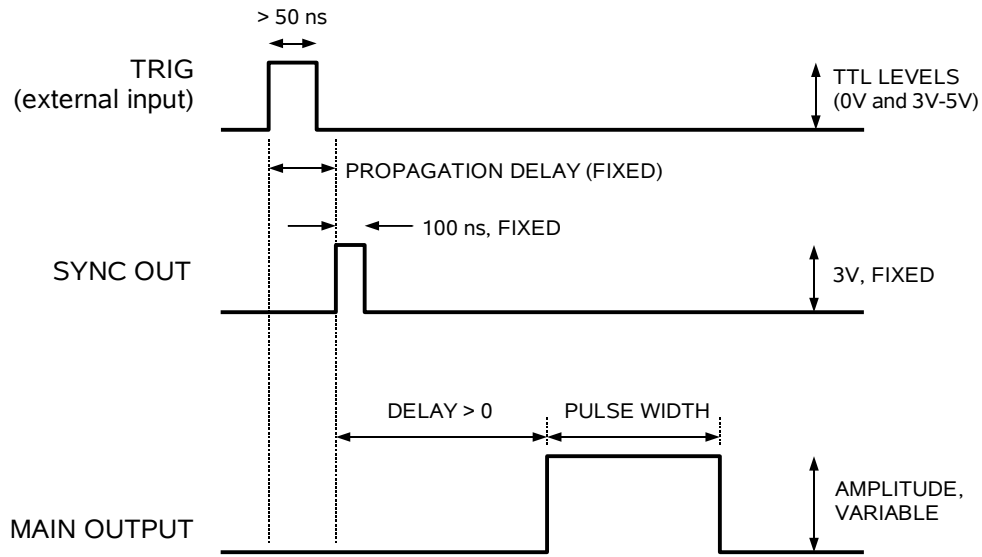 > 50 ns
TRIG
(external input)
TTL LEVELS
(0V and 3V-5V)
PROPAGATION DELAY (FIXED)
100 ns, FIXED
SYNC OUT
3V, FIXED
DELAY > 0
PULSE WIDTH
AMPLITUDE,
VARIABLE
MAIN OUTPUT